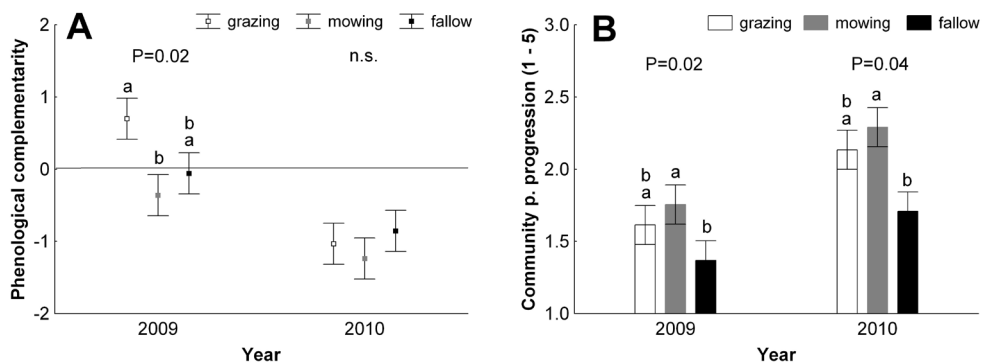 A
grazing mowing fallow
P=0.02 n.s.
a
b
b
a
2
1
0
-1
-2
Phenological complementarity
2009 2010
Year
B
grazing mowing fallow
P=0.02 P=0.04
b
a
a
b
b
a
a
b
3.0
2.5
2.0
1.5
1.0
Community p. progression (1 - 5)
2009 2010
Year